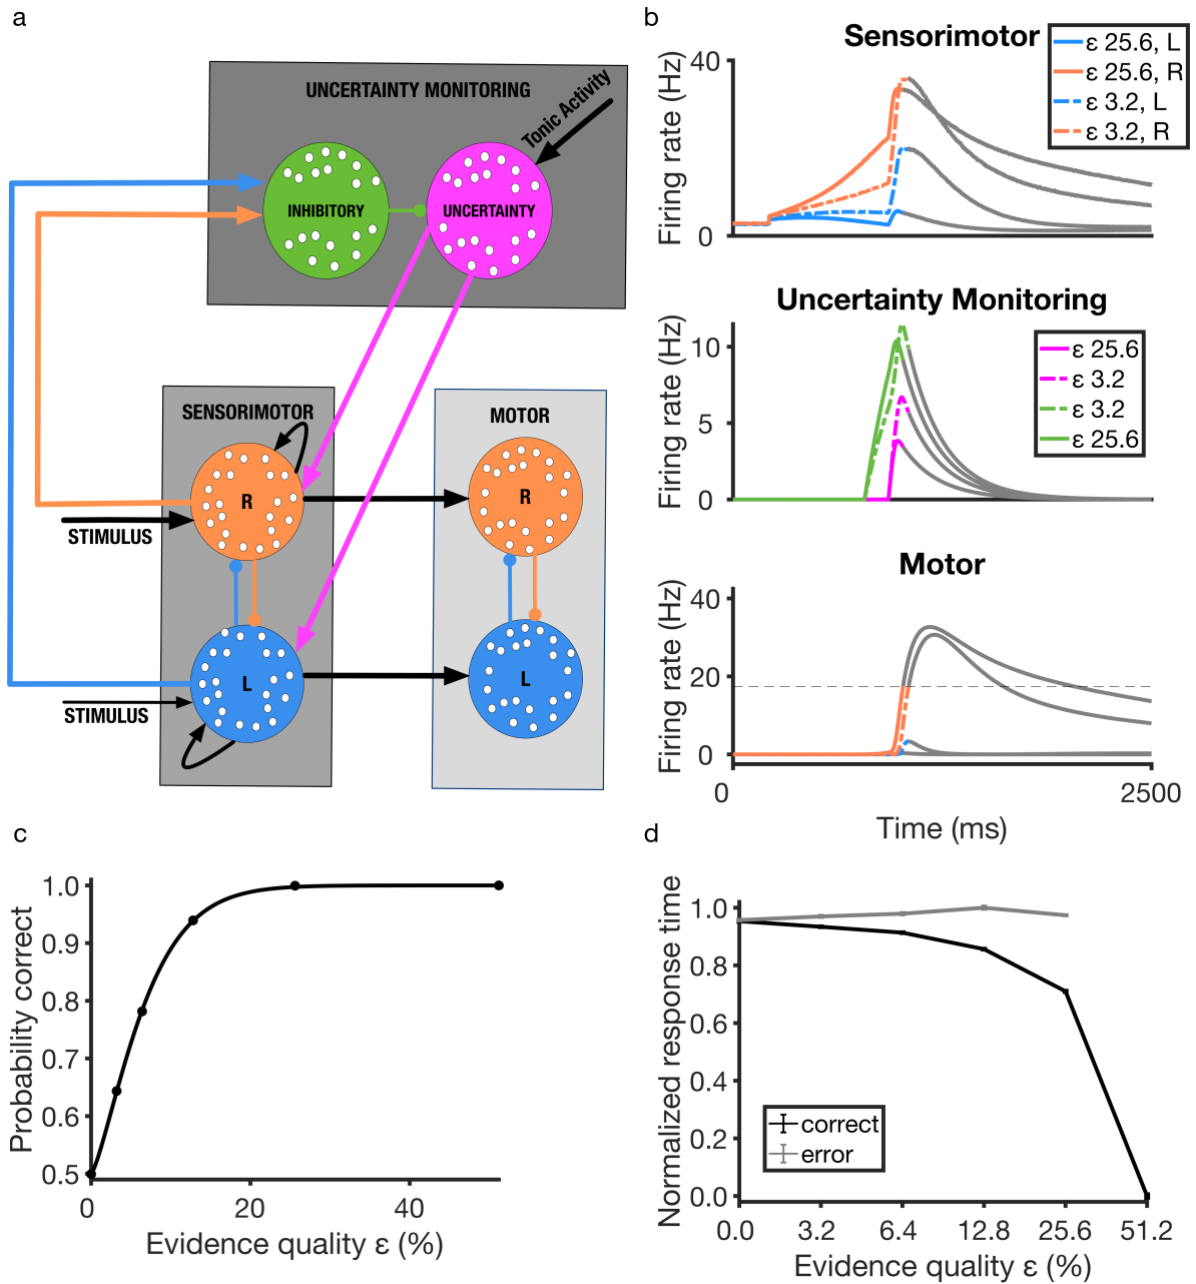 a
UNCERTAINTY MONITORING
Tonic Activity
INHIBITORY
UNCERTAINTY
SENSORIMOTOR
MOTOR
R
R
STIMULUS
L
L
STIMULUS
b
Sensorimotor
Firing rate (Hz)
40
0
ε 25.6, L
ε 25.6, R
ε 3.2, L
ε 3.2, R
Uncertainty Monitoring
Firing rate (Hz)
10
5
0
ε 25.6
ε 3.2
ε 3.2
ε 25.6
Motor
Firing rate (Hz)
40
20
0
0
2500
Time (ms)
c
Probability correct
1.0
0.9
0.8
0.7
0.6
0.5
0
20
40
Evidence quality ε (%)
d
Normalized response time
1.0
0.8
0.6
0.4
0.2
0.0
correct
error
0.0
3.2
6.4
12.8
25.6
51.2
Evidence quality ε (%)